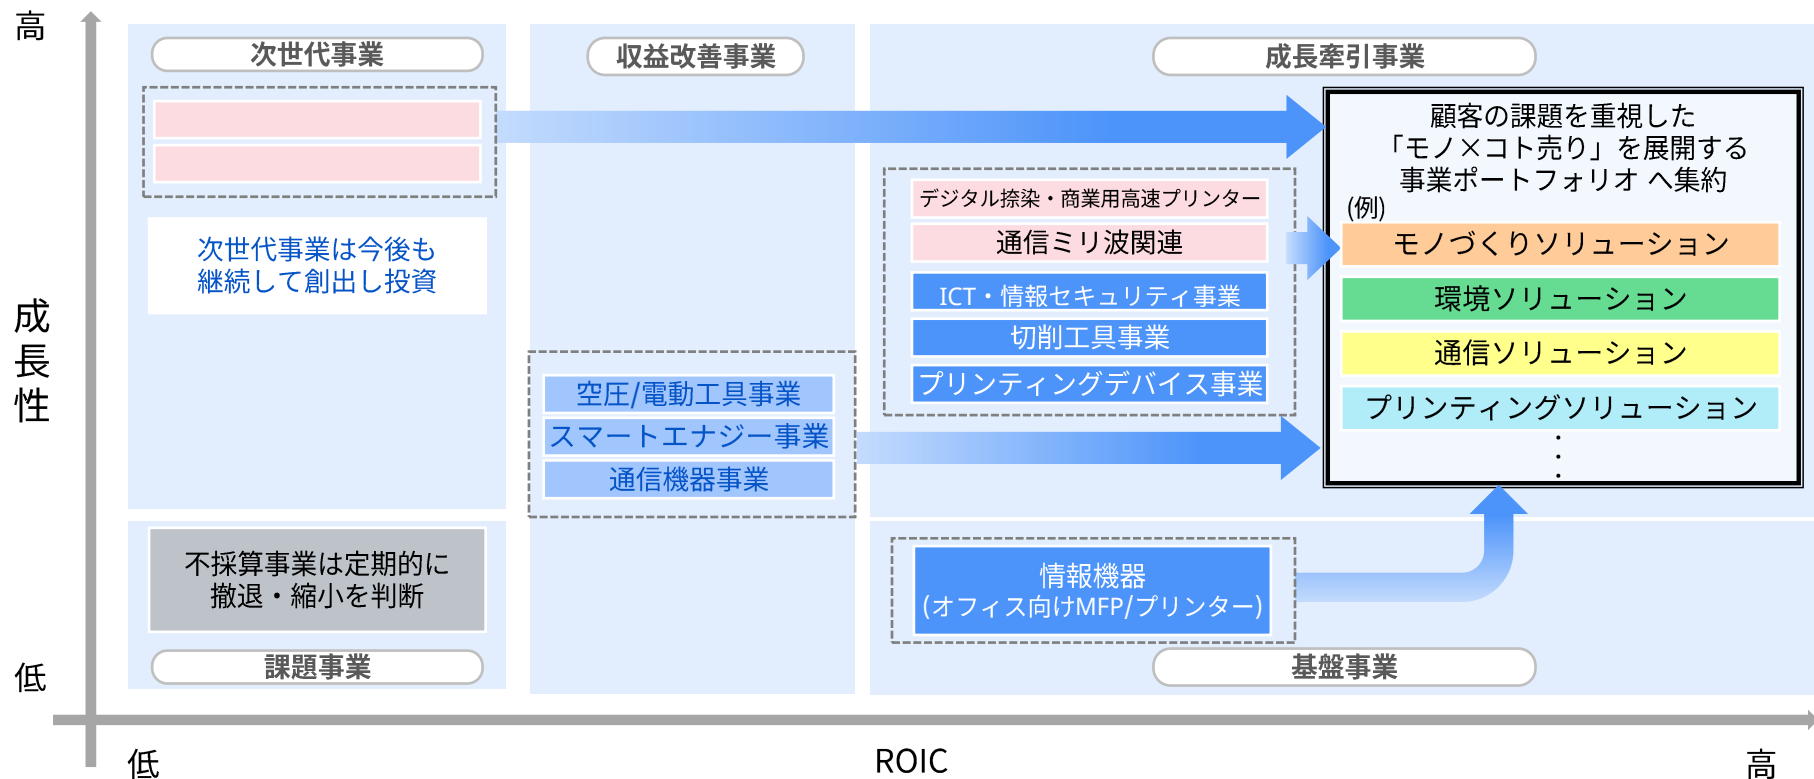 高
成長性
低
次世代事業
次世代事業は今後も
継続して創出し投資
不採算事業は定期的に
撤退・縮小を判断
課題事業
収益改善事業
空圧/電動工具事業
スマートエナジー事業
通信機器事業
成長牽引事業
デジタル捺染・商業用高速プリンター
通信ミリ波関連
ICT・情報セキュリティ事業
切削工具事業
プリンティングデバイス事業
顧客の課題を重視した
「モノ×コト売り」を展開する
事業ポートフォリオ へ集約
(例)
モノづくりソリューション
環境ソリューション
通信ソリューション
プリンティングソリューション
・
・
・
情報機器
(オフィス向けMFP/プリンター)
基盤事業
低
ROIC
高